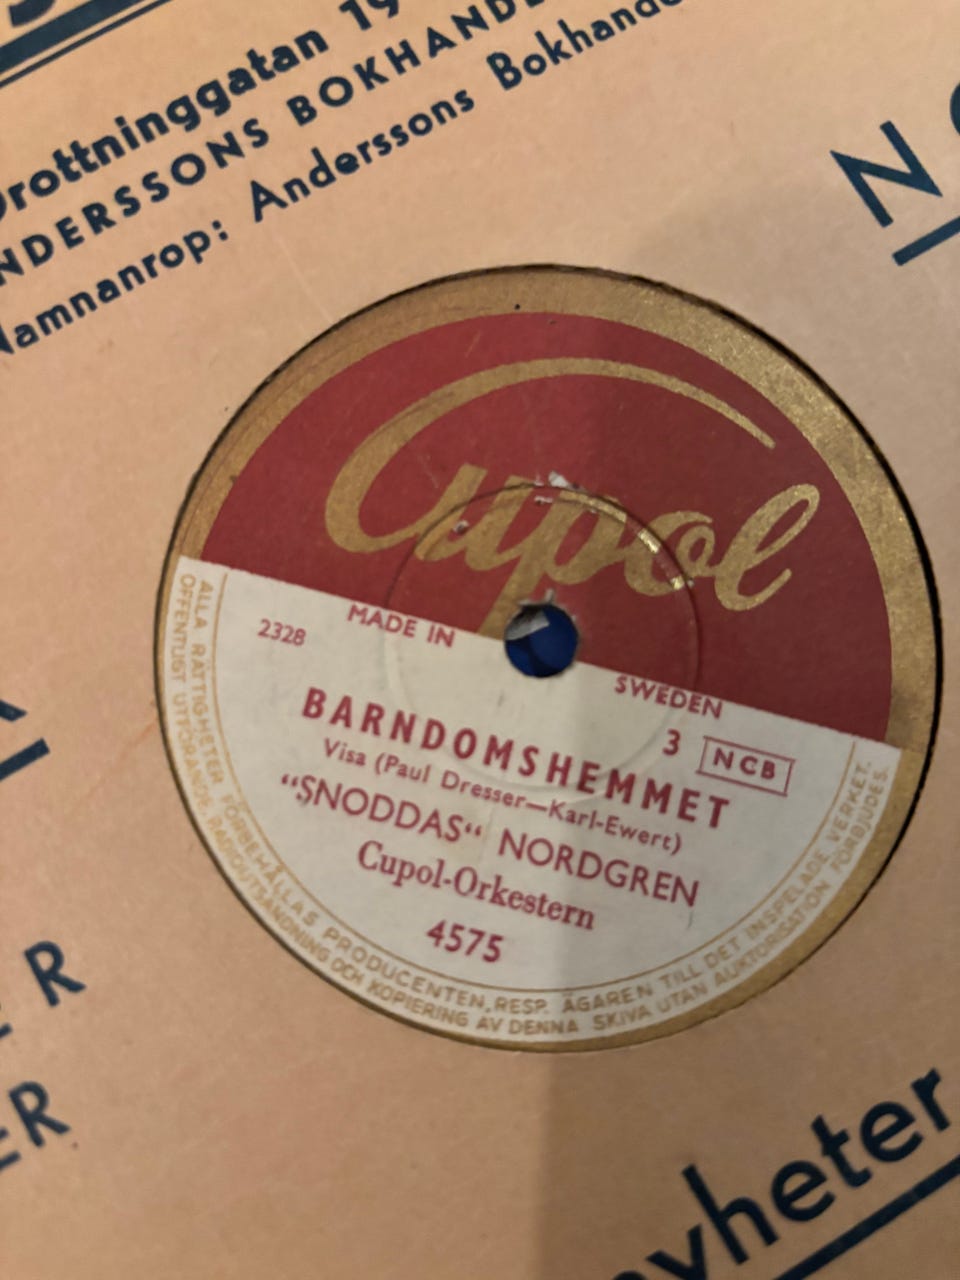 Drottninggatan 19
ANDERSSONS BOKHANDE
Namnanrop: Anderssons Bokhande
N
Cupol
MADE IN
SWEDEN
2328
3 NCB
BARNDOMSHEMMET
Visa (Paul Dresser—Karl-Ewert)
“SNODDAS“ NORDGREN
Cupol-Orkestern
4575
ALLA RÄTTIGHETER FÖRBEHÅLLAS PRODUCENTEN, RESP. ÄGAREN TILL DET INSPELADE VERKET.
OFFENTLIGT UTFÖRANDE, RADIOUTSÄNDNING OCH KOPIERING AV DENNA SKIVA UTAN AUKTORISATION FÖRBJUDES.
ER
ER
yheter